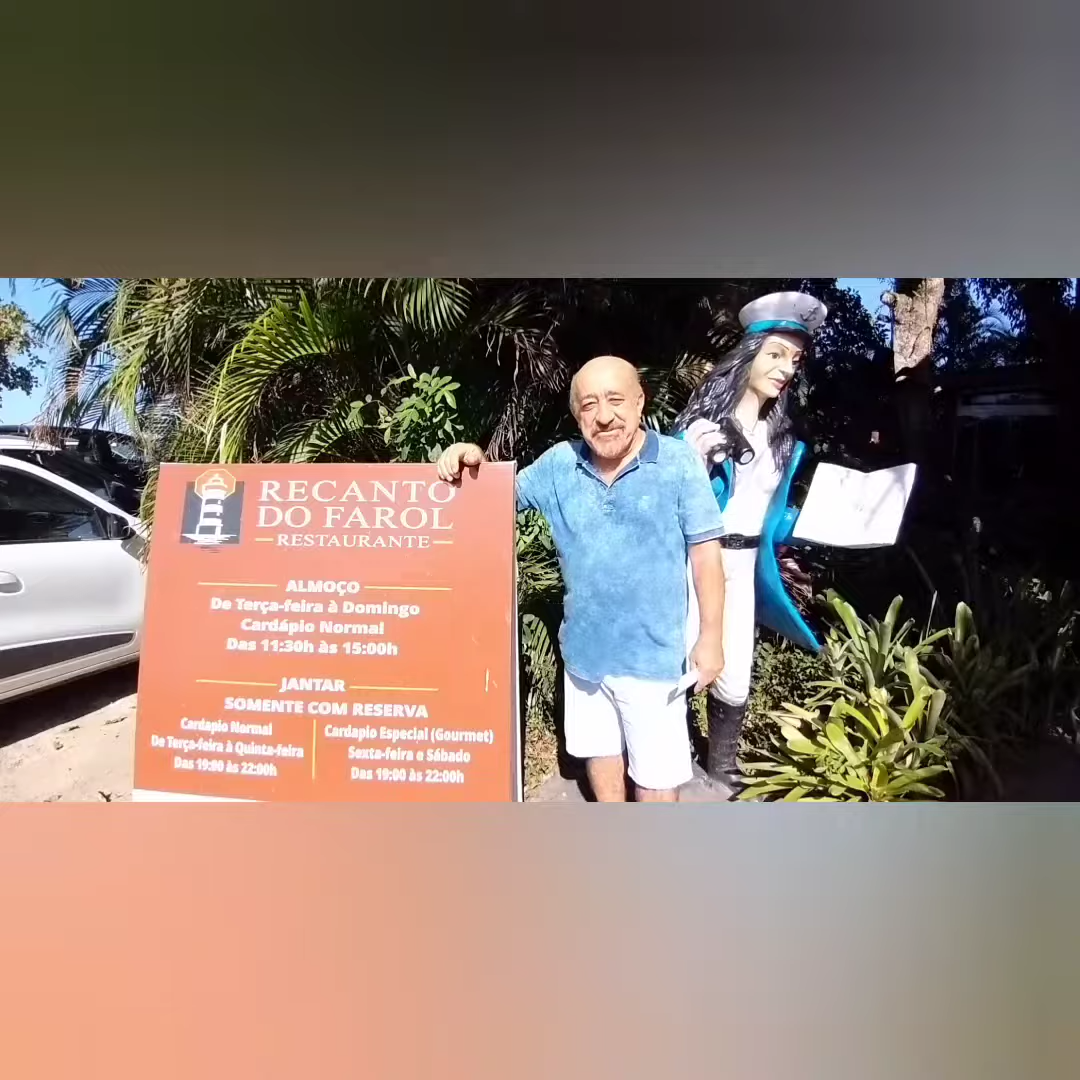 RECANTO
DO FAROL
RESTAURANTE
ALMOÇO
De Terça-feira à Domingo
Cardápio Normal
Das 11:30h às 15:00h
JANTAR
SOMENTE COM RESERVA
Cardapio Normal
De Terça-feira à Quinta-feira
Das 19:00 às 22:00h
Cardapio Especial (Gourmet)
Sexta-feira e Sábado
Das 19:00 às 22:00h